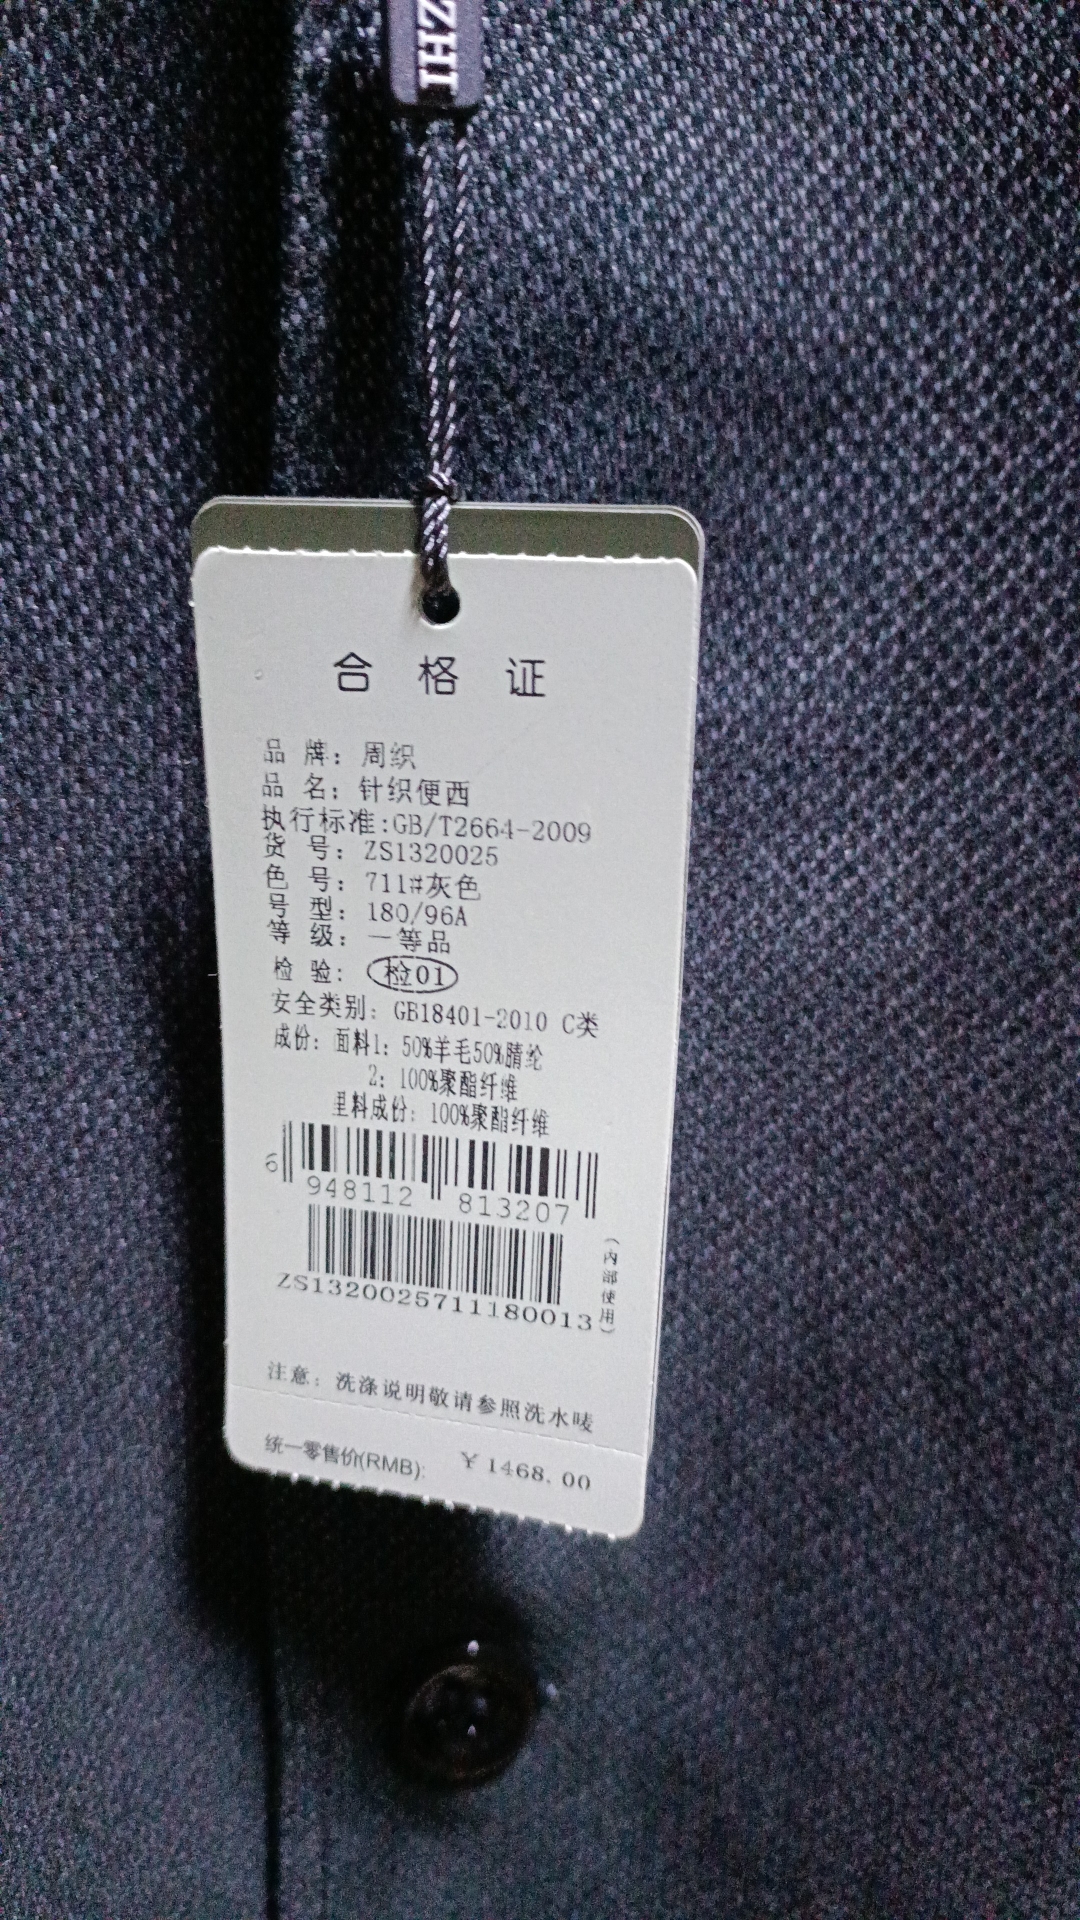 ZHI
合格证
品牌：周织
品名：针织便西
执行标准:GB/T2664-2009
货号：ZS1320025
色号：711#灰色
号型：180/96A
等级：一等品
检验：检01
安全类别：GB18401-2010 C类
成份：面料1：50%羊毛50%腈纶
2：100%聚酯纤维
里料成份：100%聚酯纤维
6 948112 813207
ZS13200257111180013
（内部使用）
注意：洗涤说明敬请参照洗水唛
统一零售价(RMB): ￥1468.00